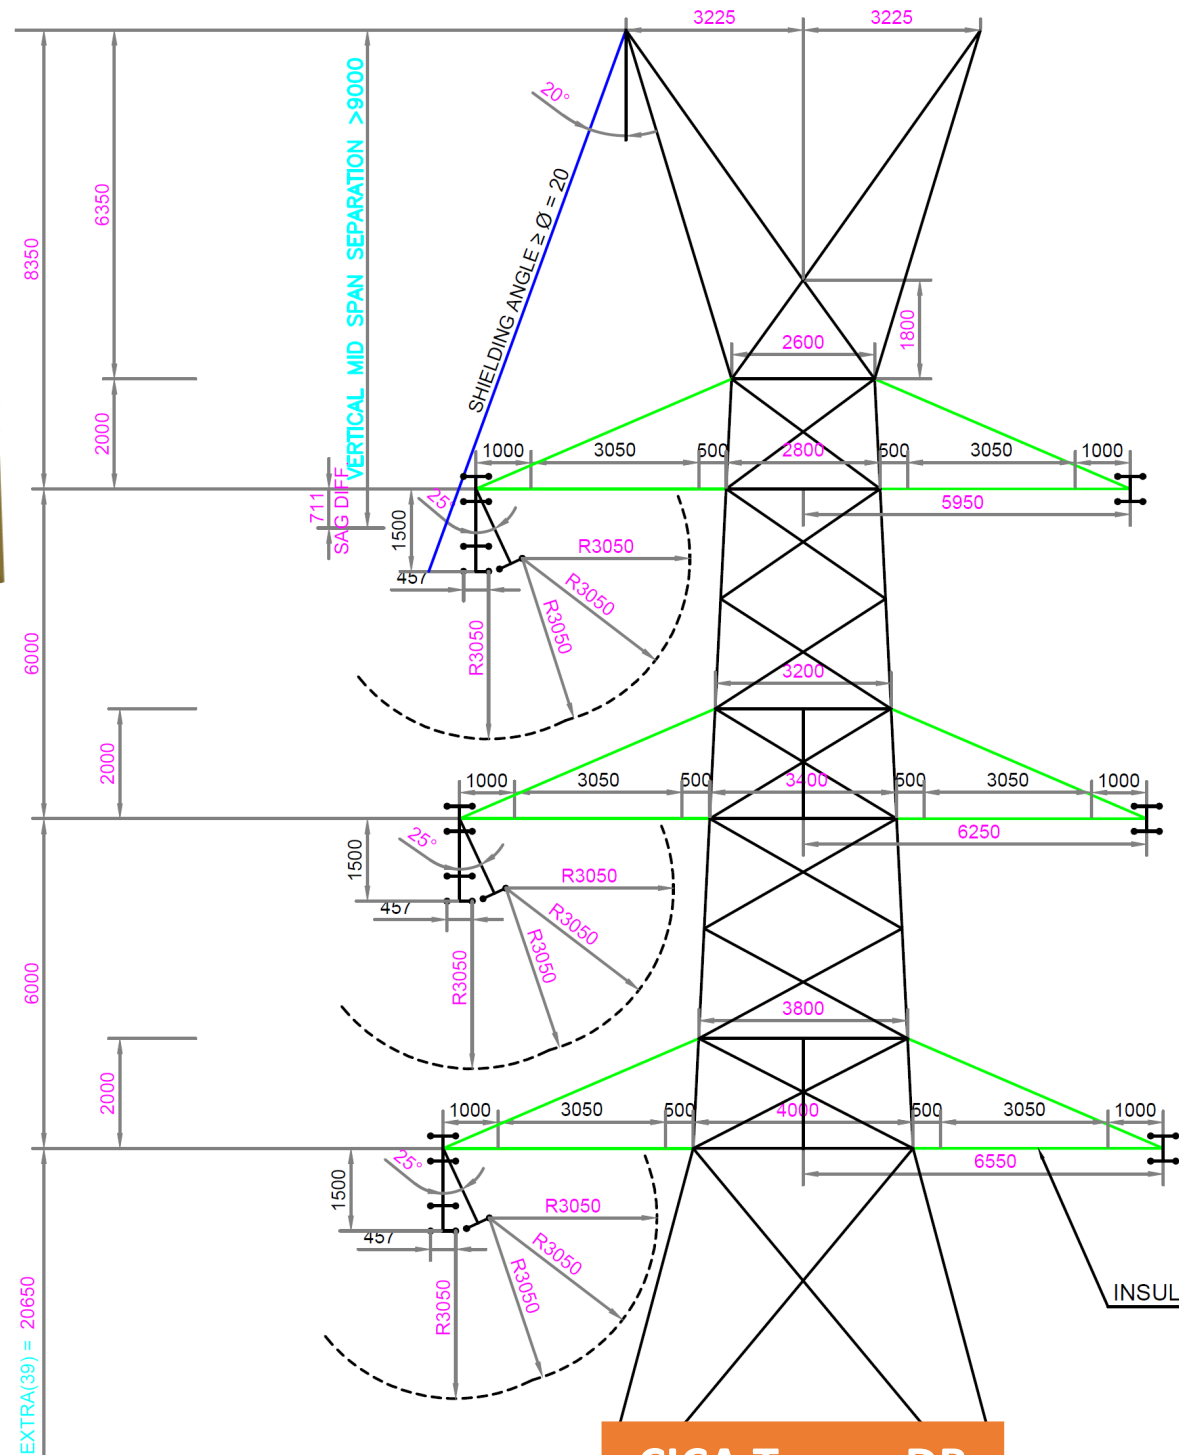 3225 3225
20°
8350
6350
VERTICAL MID SPAN SEPARATION >9000
SHIELDING ANGLE ≥ Ø = 20
1800
2600
2000
1000 3050 500 2800 500 3050 1000
5950
711
SAG DIFF
25°
1500
457
R3050
R3050
R3050
R3050
6000
3200
2000
1000 3050 500 3400 500 3050 1000
6250
25°
1500
457
R3050
R3050
R3050
R3050
6000
3800
2000
1000 3050 500 4000 500 3050 1000
6550
25°
1500
457
R3050
R3050
R3050
R3050
INSUL
EXTRA(39) = 20650